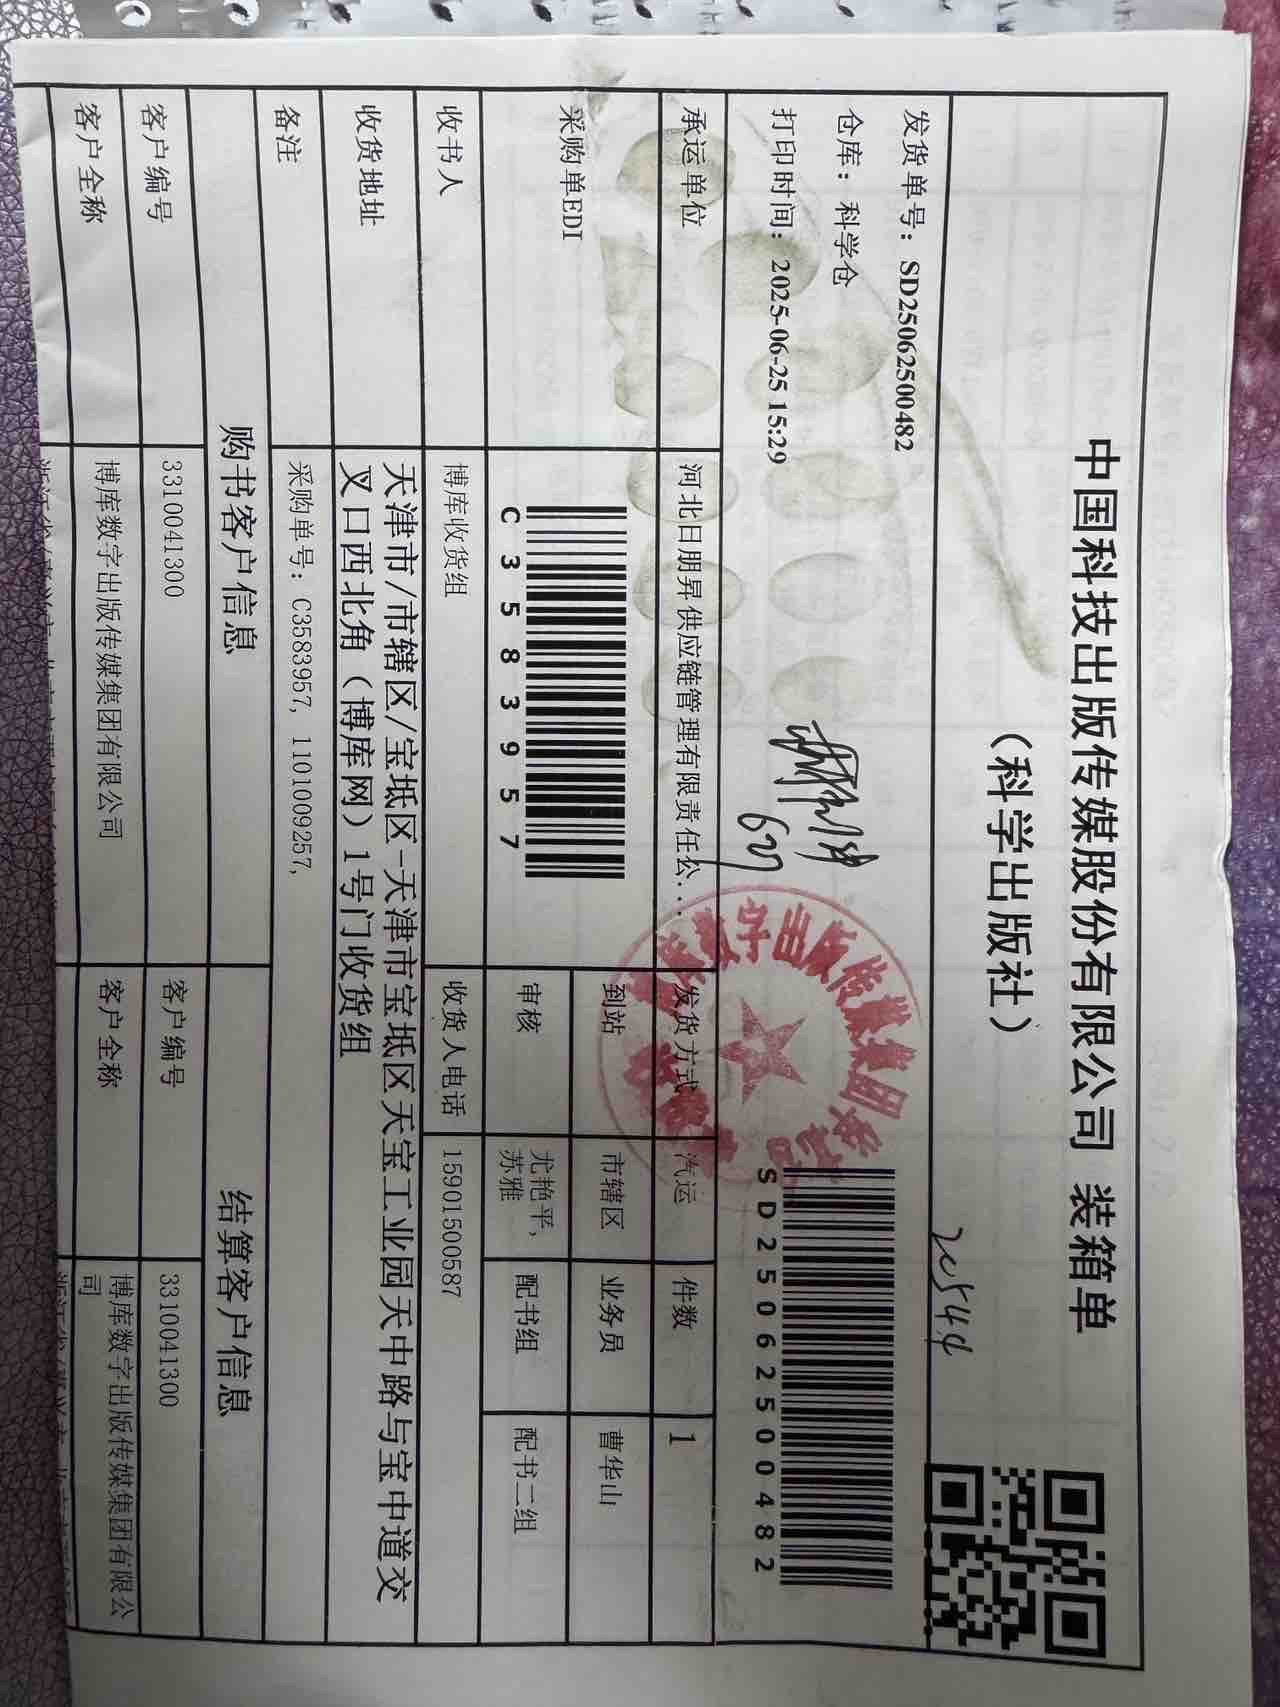 中国科技出版传媒股份有限公司 装箱单
（科学出版社）
20544
发货单号：SD25062500482
仓库：科学仓
打印时间：2025-06-25 15:29
627
SD25062500482
承运单位 河北日朋昇供应链管理有限责任公... 发货方式 汽运 件数 1
采购单EDI C3583957 到站 市辖区 业务员 曹华山
审核 尤艳平，苏雅 配书组 配书二组
收书人 博库收货组 收货人电话 15901500587
收货地址 天津市/市辖区/宝坻区-天津市宝坻区天宝工业园天中路与宝中道交
叉口西北角（博库网）1号门收货组
备注 采购单号：C3583957，1101009257，
购书客户信息 结算客户信息
客户编号 3310041300 客户编号 3310041300
客户全称 博库数字出版传媒集团有限公司 客户全称 博库数字出版传媒集团有限公
司